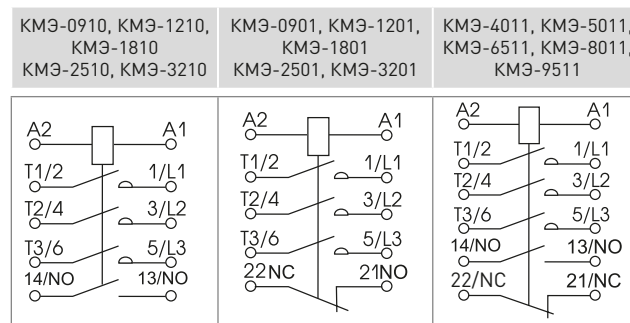 КМЭ-0910, КМЭ-1210,
КМЭ-1810
КМЭ-2510, КМЭ-3210
КМЭ-0901, КМЭ-1201,
КМЭ-1801
КМЭ-2501, КМЭ-3201
КМЭ-4011, КМЭ-5011,
КМЭ-6511, КМЭ-8011,
КМЭ-9511
A2 A1
T1/2 1/L1
T2/4 3/L2
T3/6 5/L3
14/NO 13/NO
A2 A1
T1/2 1/L1
T2/4 3/L2
T3/6 5/L3
22NC 21NO
A2 A1
T1/2 1/L1
T2/4 3/L2
T3/6 5/L3
14/NO 13/NO
22/NC 21/NC